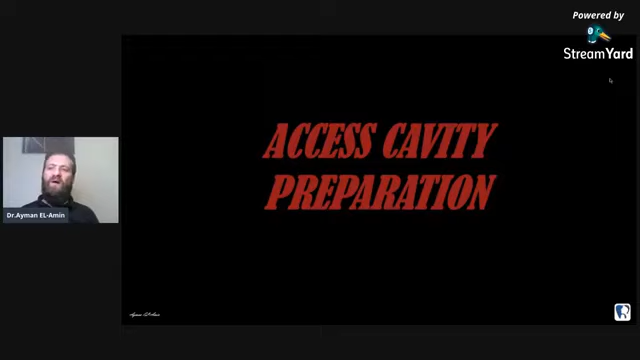 Powered by
StreamYard
ACCESS CAVITY
PREPARATION
Dr.Ayman EL-Amin